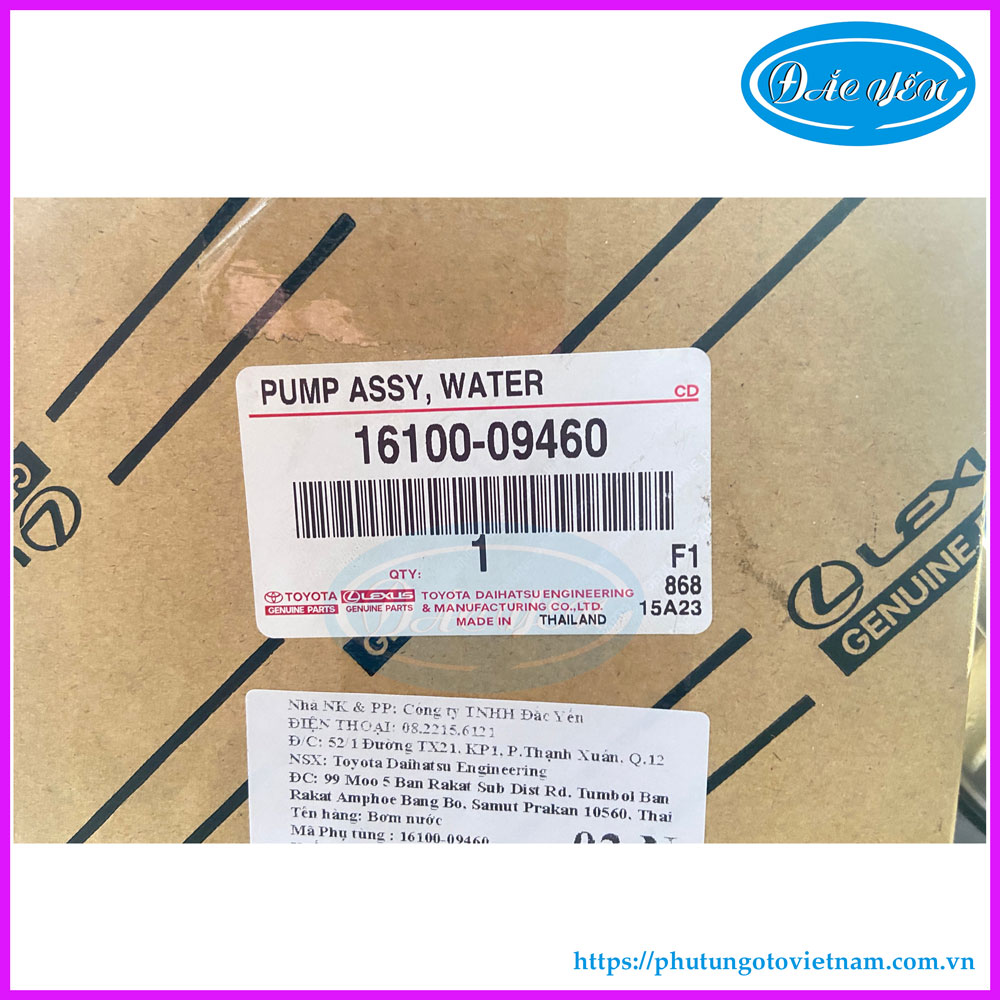 ĐẮC YẾN
PUMP ASSY, WATER
CD
16100-09460
1
F1
QTY:
868
TOYOTA LEXUS TOYOTA DAIHATSU ENGINEERING
GENUINE PARTS GENUINE PARTS & MANUFACTURING CO.,LTD.
15A23
MADE IN THAILAND
LEXU
GENUINE
ĐẮC YẾN
Nhà NK & PP: Công ty TNHH Đắc Yến
ĐIỆN THOẠI: 08.2215.6121
Đ/C: 52/1 Đường TX21, KP1, P.Thạnh Xuân, Q.12
NSX: Toyota Daihatsu Engineering
ĐC: 99 Moo 5 Ban Rakat Sub Dist Rd. Tumbol Ban
Rakat Amphoe Bang Bo, Samut Prakan 10560, Thai
Tên hàng: Bơm nước
Mã Phụ tùng : 16100-09460
https://phutungotovietnam.com.vn